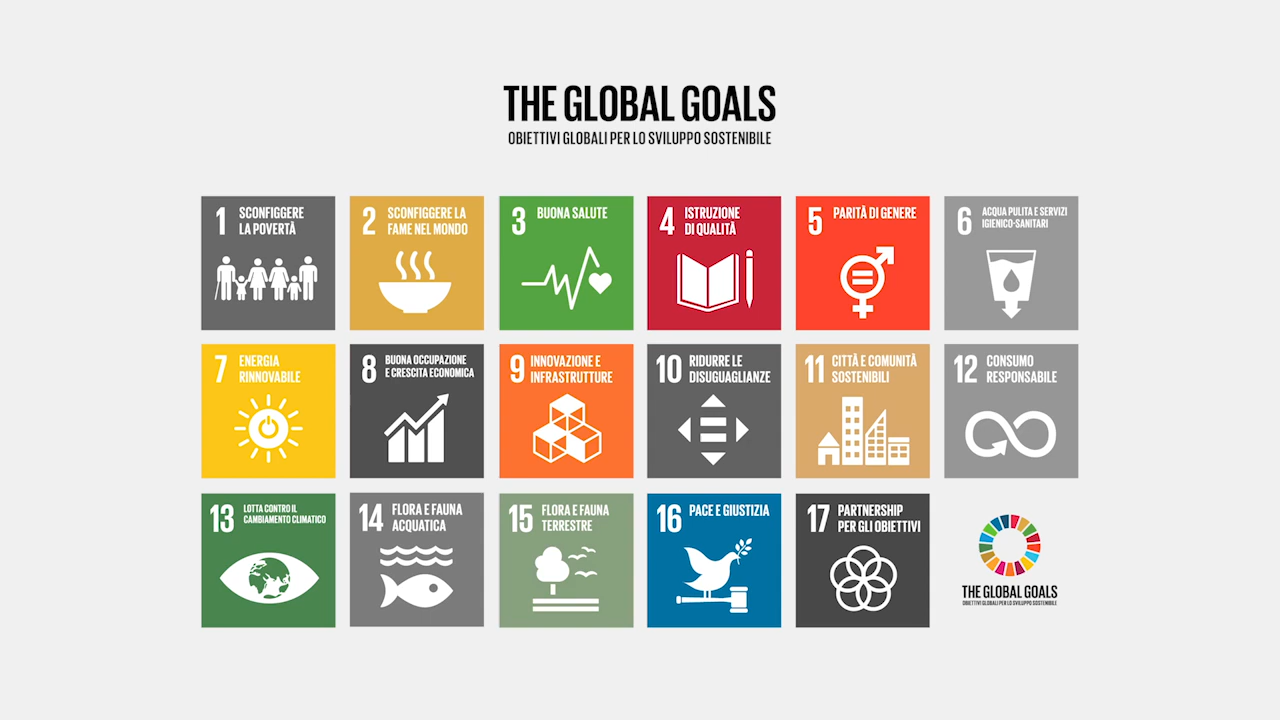 THE GLOBAL GOALS
OBIETTIVI GLOBALI PER LO SVILUPPO SOSTENIBILE
1 SCONFIGGERE
LA POVERTÀ
2 SCONFIGGERE LA
FAME NEL MONDO
3 BUONA SALUTE
4 ISTRUZIONE
DI QUALITÀ
5 PARITÀ DI GENERE
6 ACQUA PULITA E SERVIZI
IGIENICO-SANITARI
7 ENERGIA
RINNOVABILE
8 BUONA OCCUPAZIONE
E CRESCITA ECONOMICA
9 INNOVAZIONE E
INFRASTRUTTURE
10 RIDURRE LE
DISUGUAGLIANZE
11 CITTÀ E COMUNITÀ
SOSTENIBILI
12 CONSUMO
RESPONSABILE
13 LOTTA CONTRO IL
CAMBIAMENTO CLIMATICO
14 FLORA E FAUNA
ACQUATICA
15 FLORA E FAUNA
TERRESTRE
16 PACE E GIUSTIZIA
17 PARTNERSHIP
PER GLI OBIETTIVI
THE GLOBAL GOALS
OBIETTIVI GLOBALI PER LO SVILUPPO SOSTENIBILE